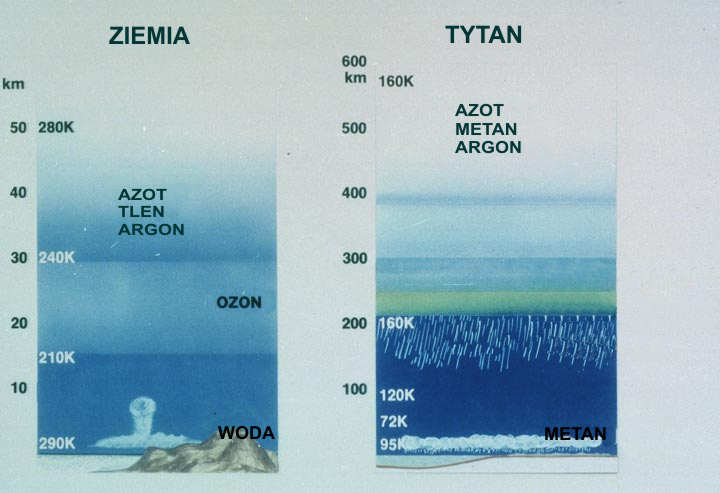 ZIEMIA
km
50
280K
40
AZOT
TLEN
ARGON
30
240K
OZON
20
210K
10
WODA
290K
TYTAN
600
km
160K
AZOT
METAN
ARGON
500
400
300
200
160K
100
120K
72K
METAN
95K